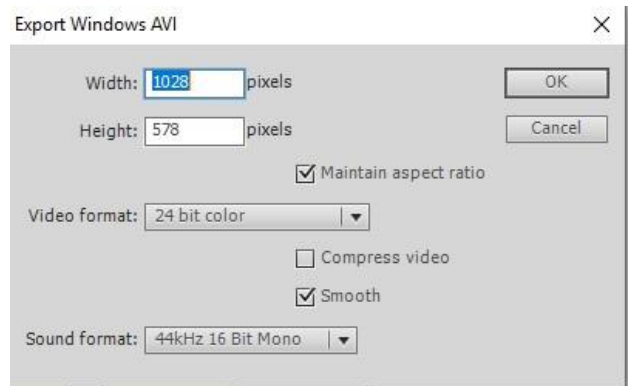 Export Windows AVI
Width: 1028 pixels
OK
Height: 578 pixels
Cancel
Maintain aspect ratio
Video format: 24 bit color
Compress video
Smooth
Sound format: 44kHz 16 Bit Mono